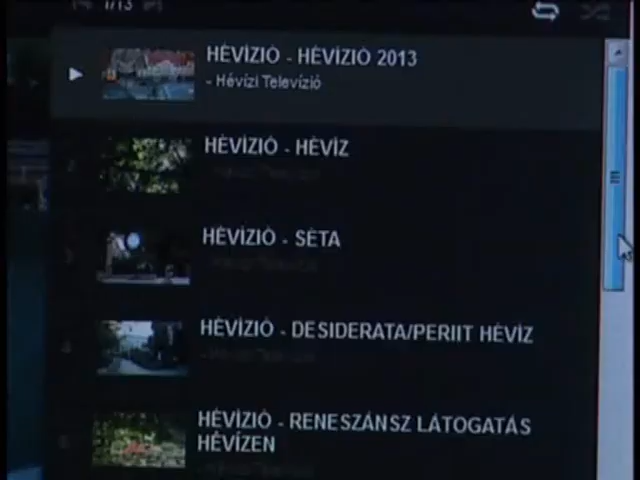 1/13
HÉVÍZIÓ - HÉVÍZIÓ 2013
- Hévízi Televízió
HÉVÍZIÓ - HÉVÍZ
HÉVÍZIÓ - SÉTA
HÉVÍZIÓ - DESIDERATA/PERIIT HÉVÍZ
HÉVÍZIÓ - RENESZÁNSZ LÁTOGATÁS
HÉVÍZEN